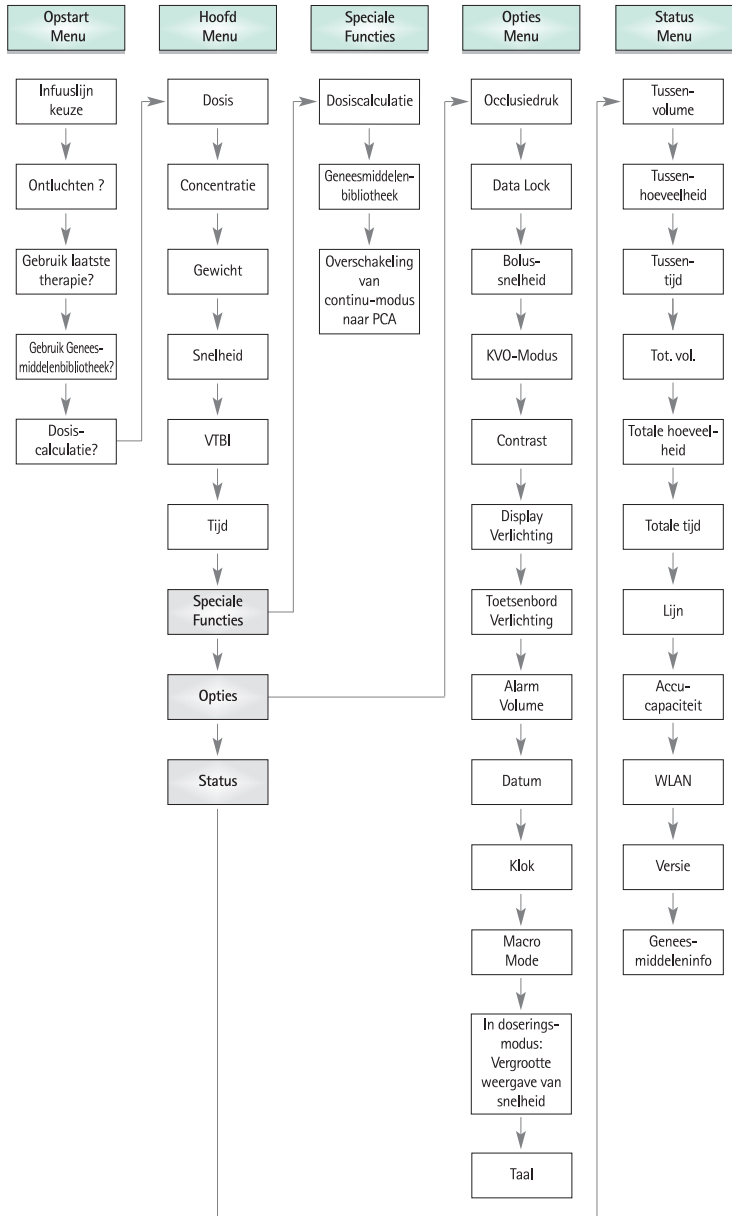 Opstart
Menu
Infuuslijn
keuze
Ontluchten ?
Gebruik laatste
therapie?
Gebruik Genees-
middelenbibliotheek?
Dosis-
calculatie?
Hoofd
Menu
Dosis
Concentratie
Gewicht
Snelheid
VTBI
Tijd
Speciale
Functies
Opties
Status
Speciale
Functies
Dosiscalculatie
Geneesmiddelen-
bibliotheek
Overschakeling
van
continu-modus
naar PCA
Opties
Menu
Occlusiedruk
Data Lock
Bolus-
snelheid
KVO-Modus
Contrast
Display
Verlichting
Toetsenbord
Verlichting
Alarm
Volume
Datum
Klok
Macro
Mode
In doserings-
modus:
Vergrootte
weergave van
snelheid
Taal
Status
Menu
Tussen-
volume
Tussen-
hoeveelheid
Tussen-
tijd
Tot. vol.
Totale hoeveel-
heid
Totale tijd
Lijn
Accu-
capaciteit
WLAN
Versie
Genees-
middeleninfo